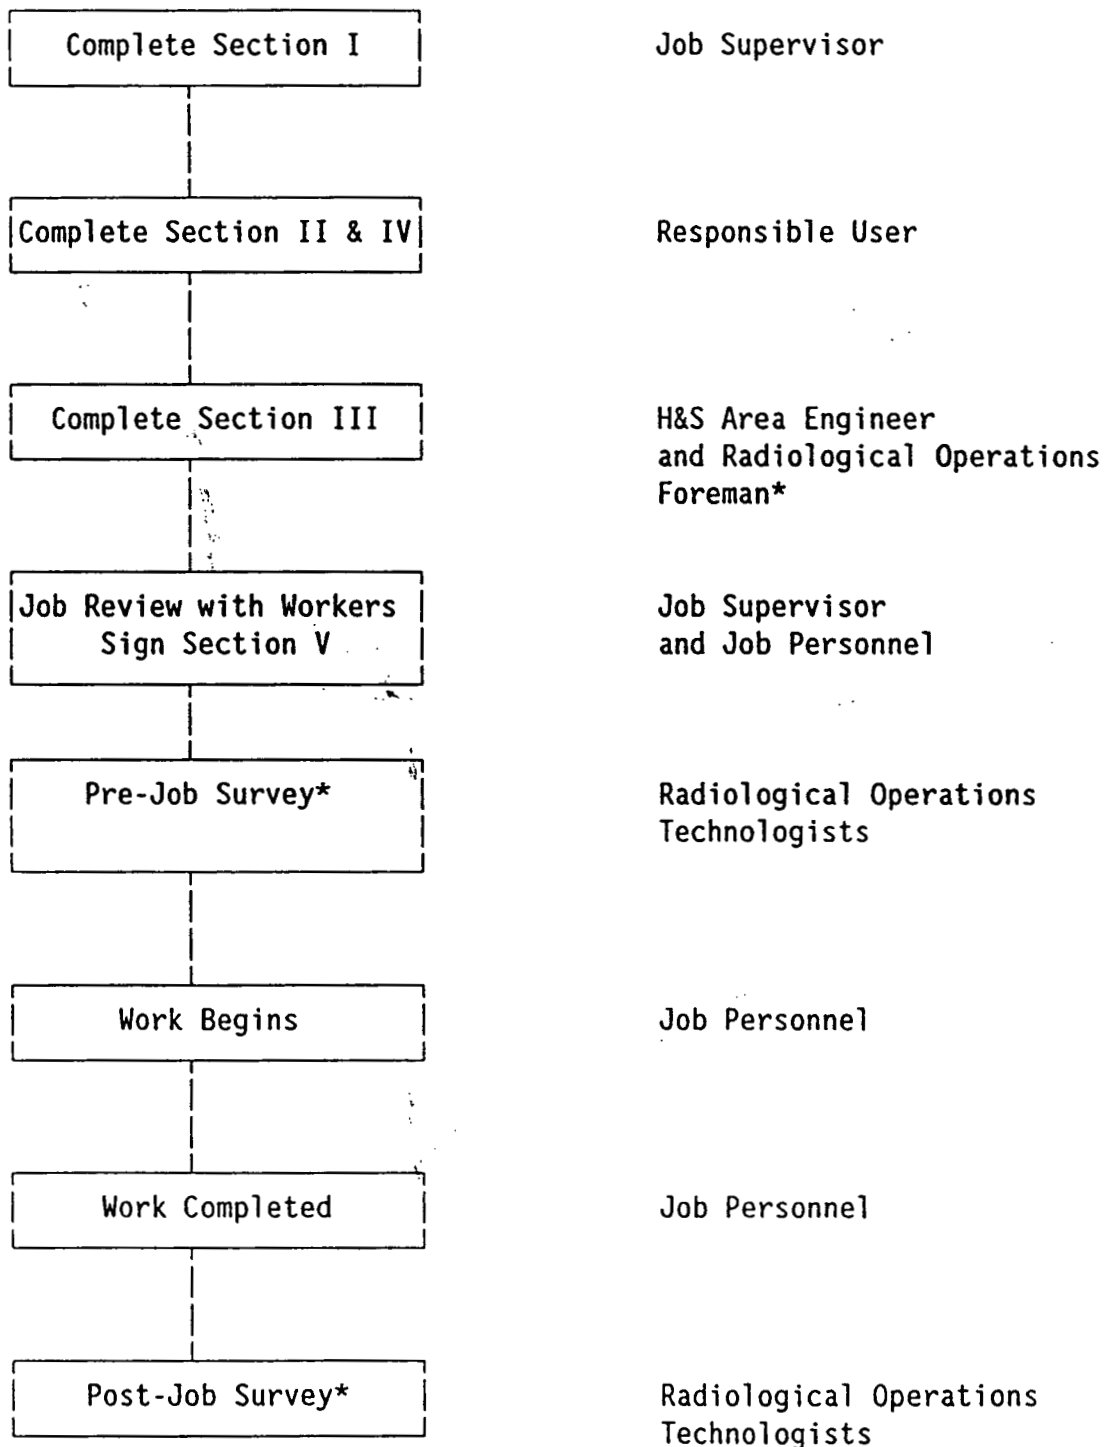 Complete Section I
Job Supervisor
Complete Section II & IV
Responsible User
Complete Section III
H&S Area Engineer
and Radiological Operations
Foreman*
Job Review with Workers
Sign Section V
Job Supervisor
and Job Personnel
Pre-Job Survey*
Radiological Operations
Technologists
Work Begins
Job Personnel
Work Completed
Job Personnel
Post-Job Survey*
Radiological Operations
Technologists